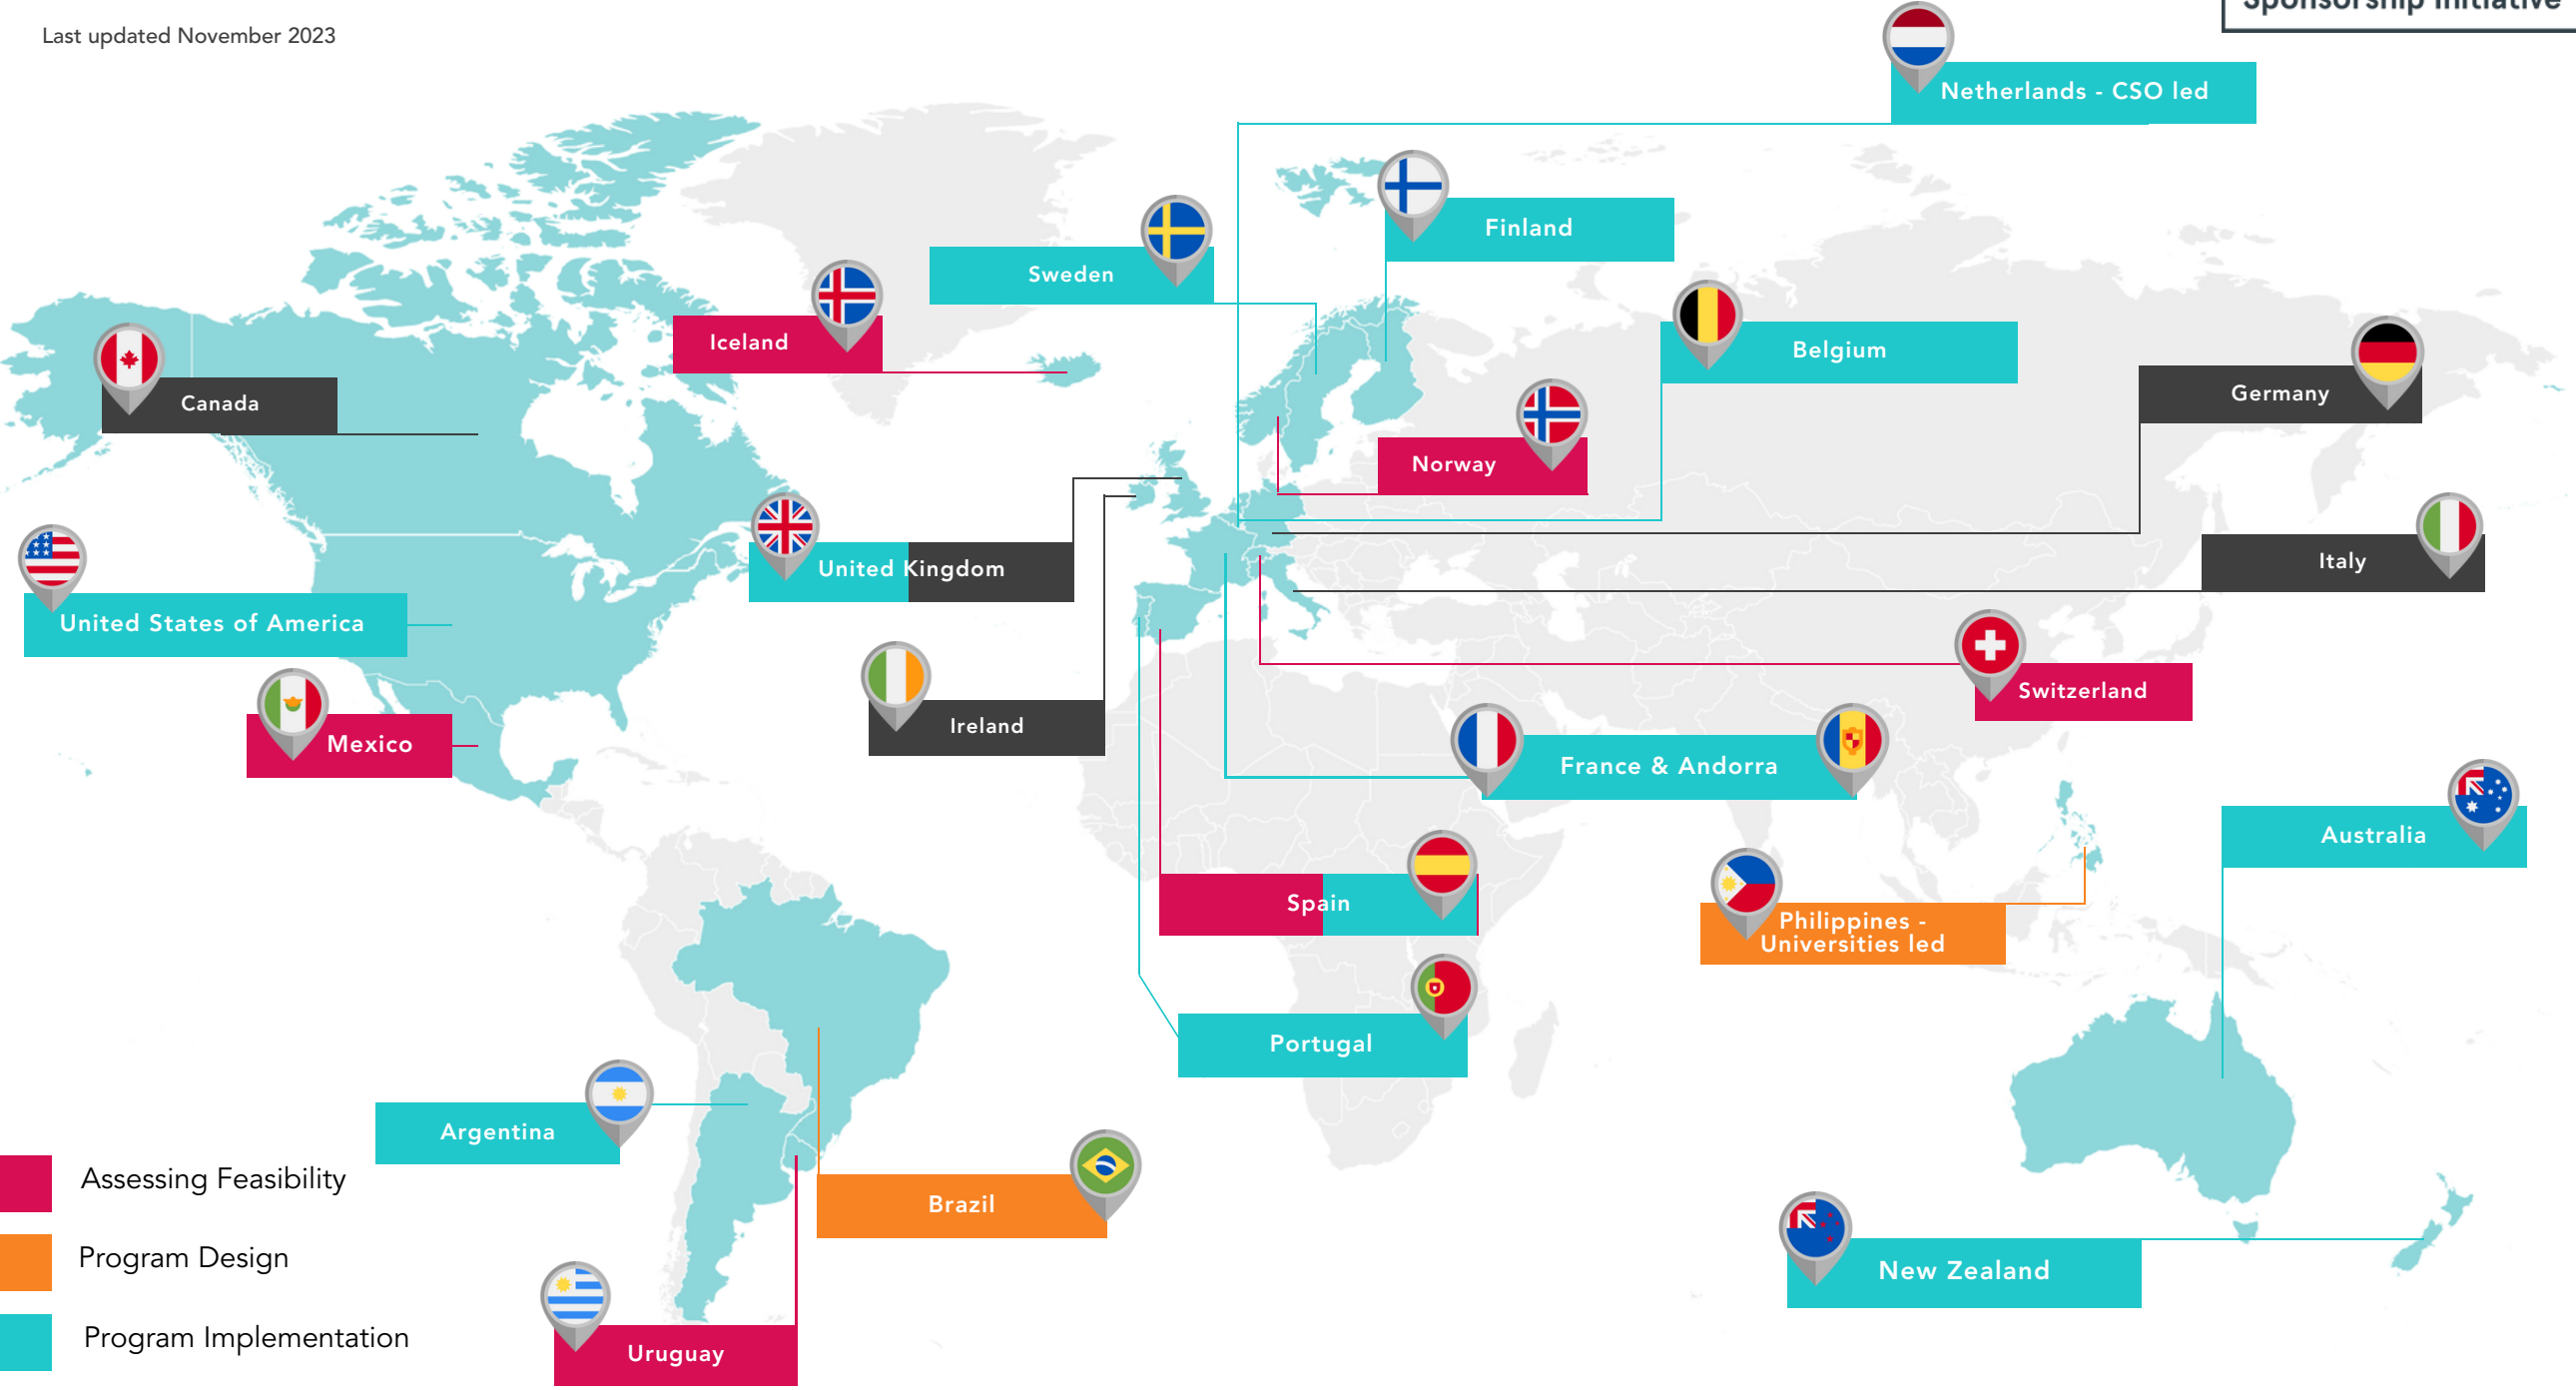 Sponsorship Initiative
Last updated November 2023
Netherlands - CSO led
Finland
Sweden
Iceland
Belgium
Germany
Canada
Norway
Italy
United Kingdom
United States of America
Switzerland
Ireland
Mexico
France & Andorra
Australia
Spain
Philippines -
Universities led
Portugal
Argentina
Assessing Feasibility
Brazil
Program Design
New Zealand
Program Implementation
Uruguay